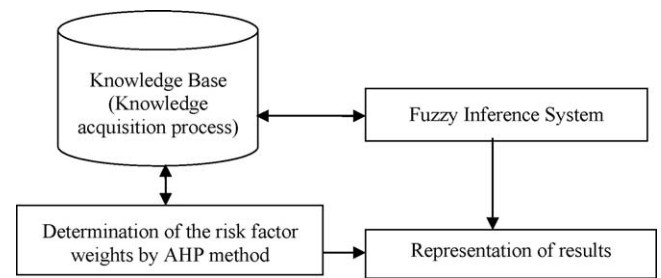 Knowledge Base
(Knowledge
acquisition process)
Fuzzy Inference System
Determination of the risk factor
weights by AHP method
Representation of results